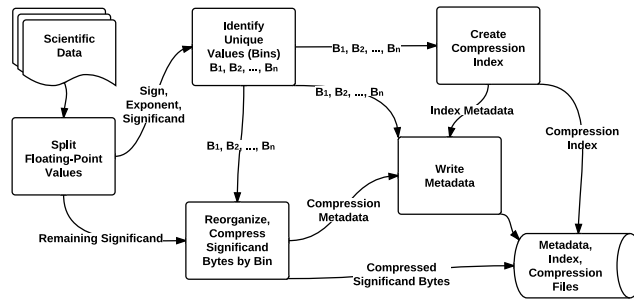 Scientific
Data
Identify
Unique
Values (Bins)
B1, B2, ..., Bn
B1, B2, ..., Bn
Create
Compression
Index
Sign,
Exponent,
Significand
B1, B2, ..., Bn
Index Metadata
Compression
Index
Split
Floating-Point
Values
B1, B2, ..., Bn
Write
Metadata
Compression
Metadata
Remaining Significand
Reorganize,
Compress
Significand
Bytes by Bin
Compressed
Significand Bytes
Metadata,
Index,
Compression
Files